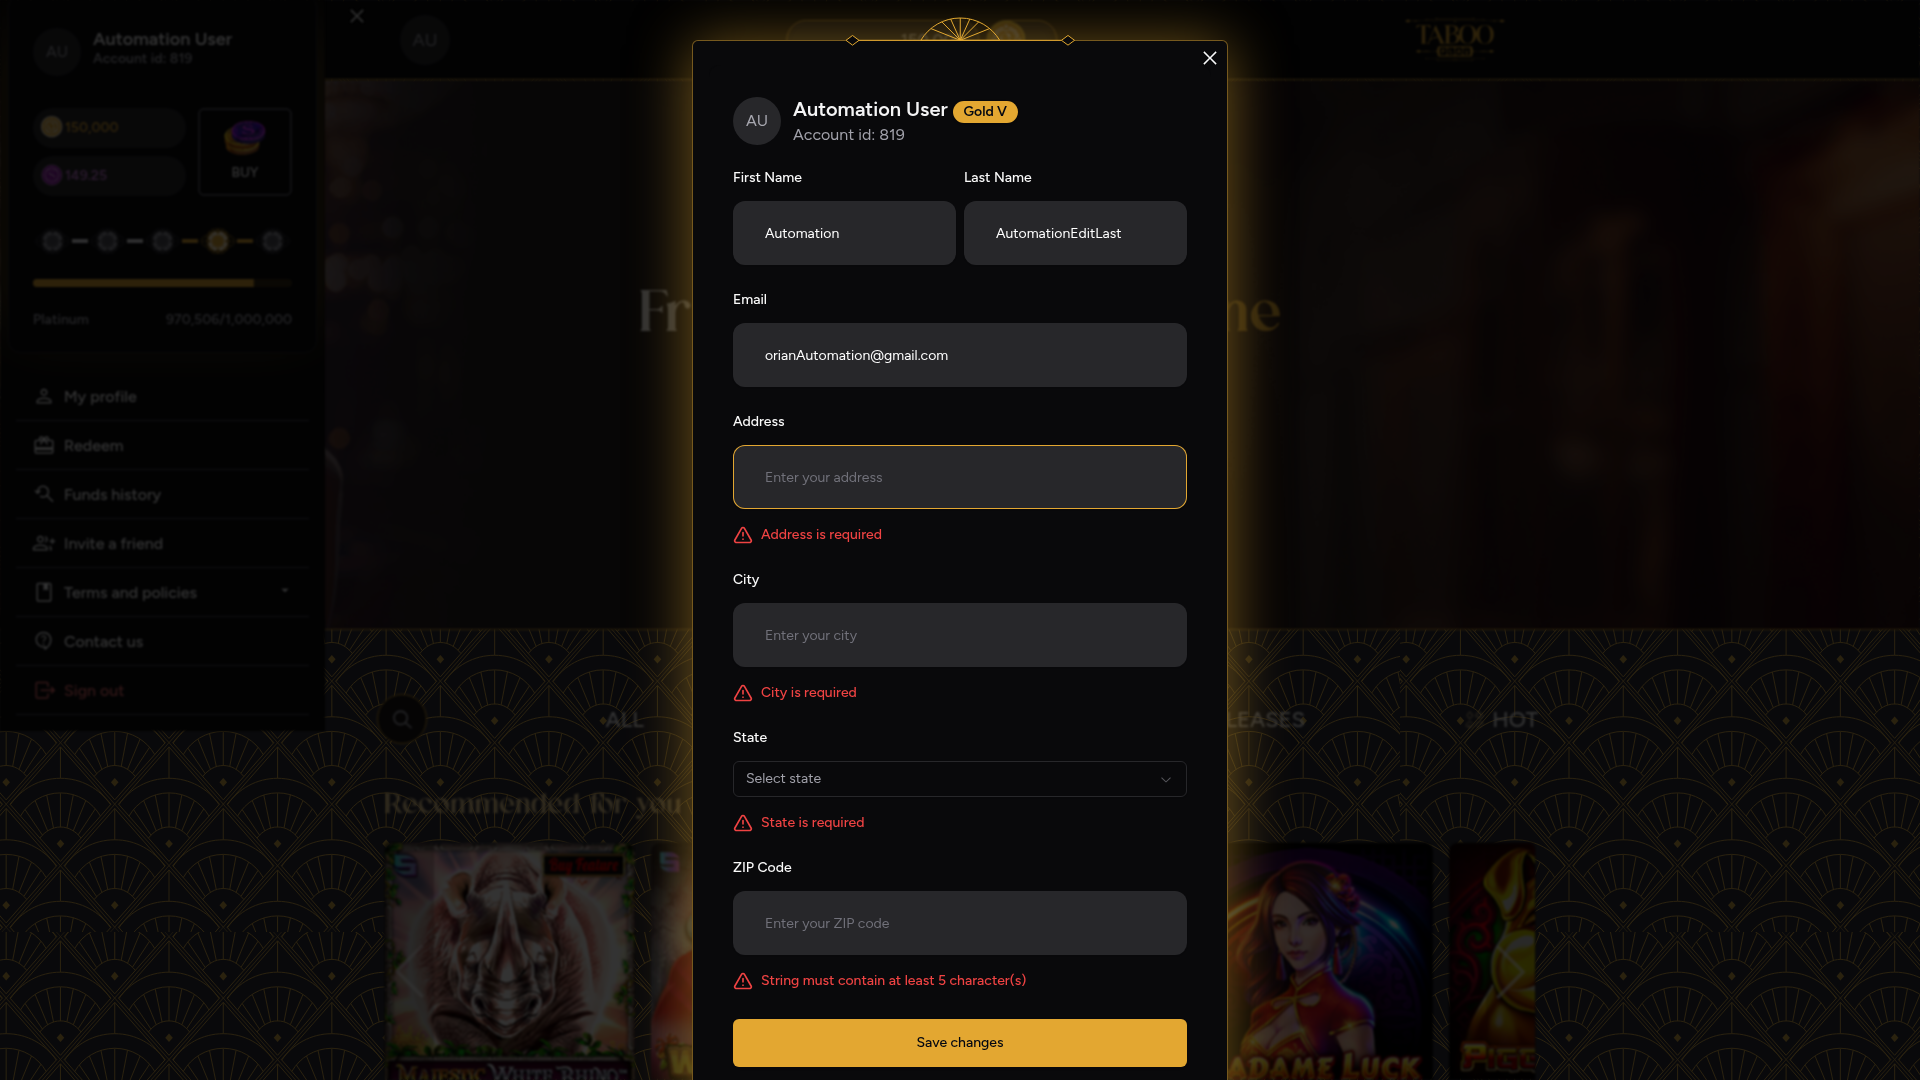 Automation User
Account id: 819
150,000
149.25
BUY
Platinum
970,506/1,000,000
My profile
Redeem
Funds history
Invite a friend
Terms and policies
Contact us
Sign out
AU
AU
TABOO
Fr
ne
AU
Automation User
Gold V
Account id: 819
First Name
Last Name
Automation
AutomationEditLast
Email
orianAutomation@gmail.com
Address
Enter your address
Address is required
City
Enter your city
City is required
State
Select state
State is required
ZIP Code
Enter your ZIP code
String must contain at least 5 character(s)
Save changes
ALL
LEASES
HOT
Recommended for you
Buy Feature
MAJESTIC WHITE RHINO
ADAME LUCK
PIGG